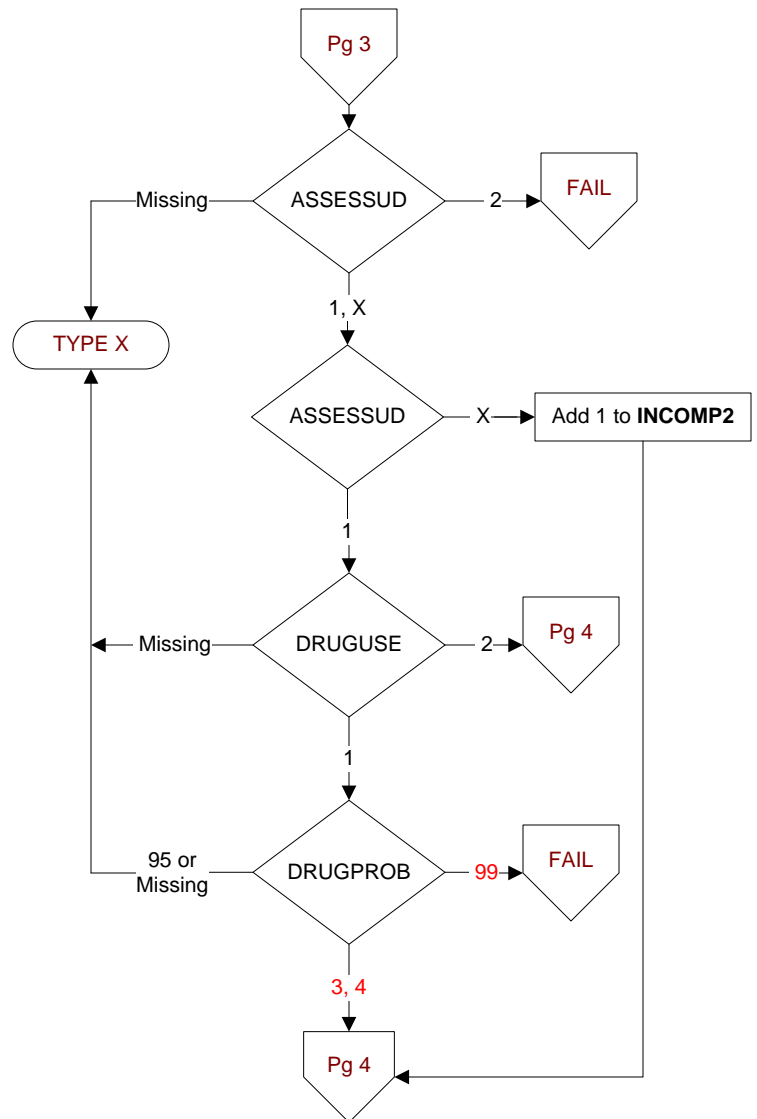 Pg 3
Missing
ASSESSUD
2
FAIL
1, X
TYPE X
ASSESSUD
X
Add 1 to INCOMP2
1
Missing
DRUGUSE
2
Pg 4
1
95 or
Missing
DRUGPROB
99
FAIL
3, 4
Pg 4